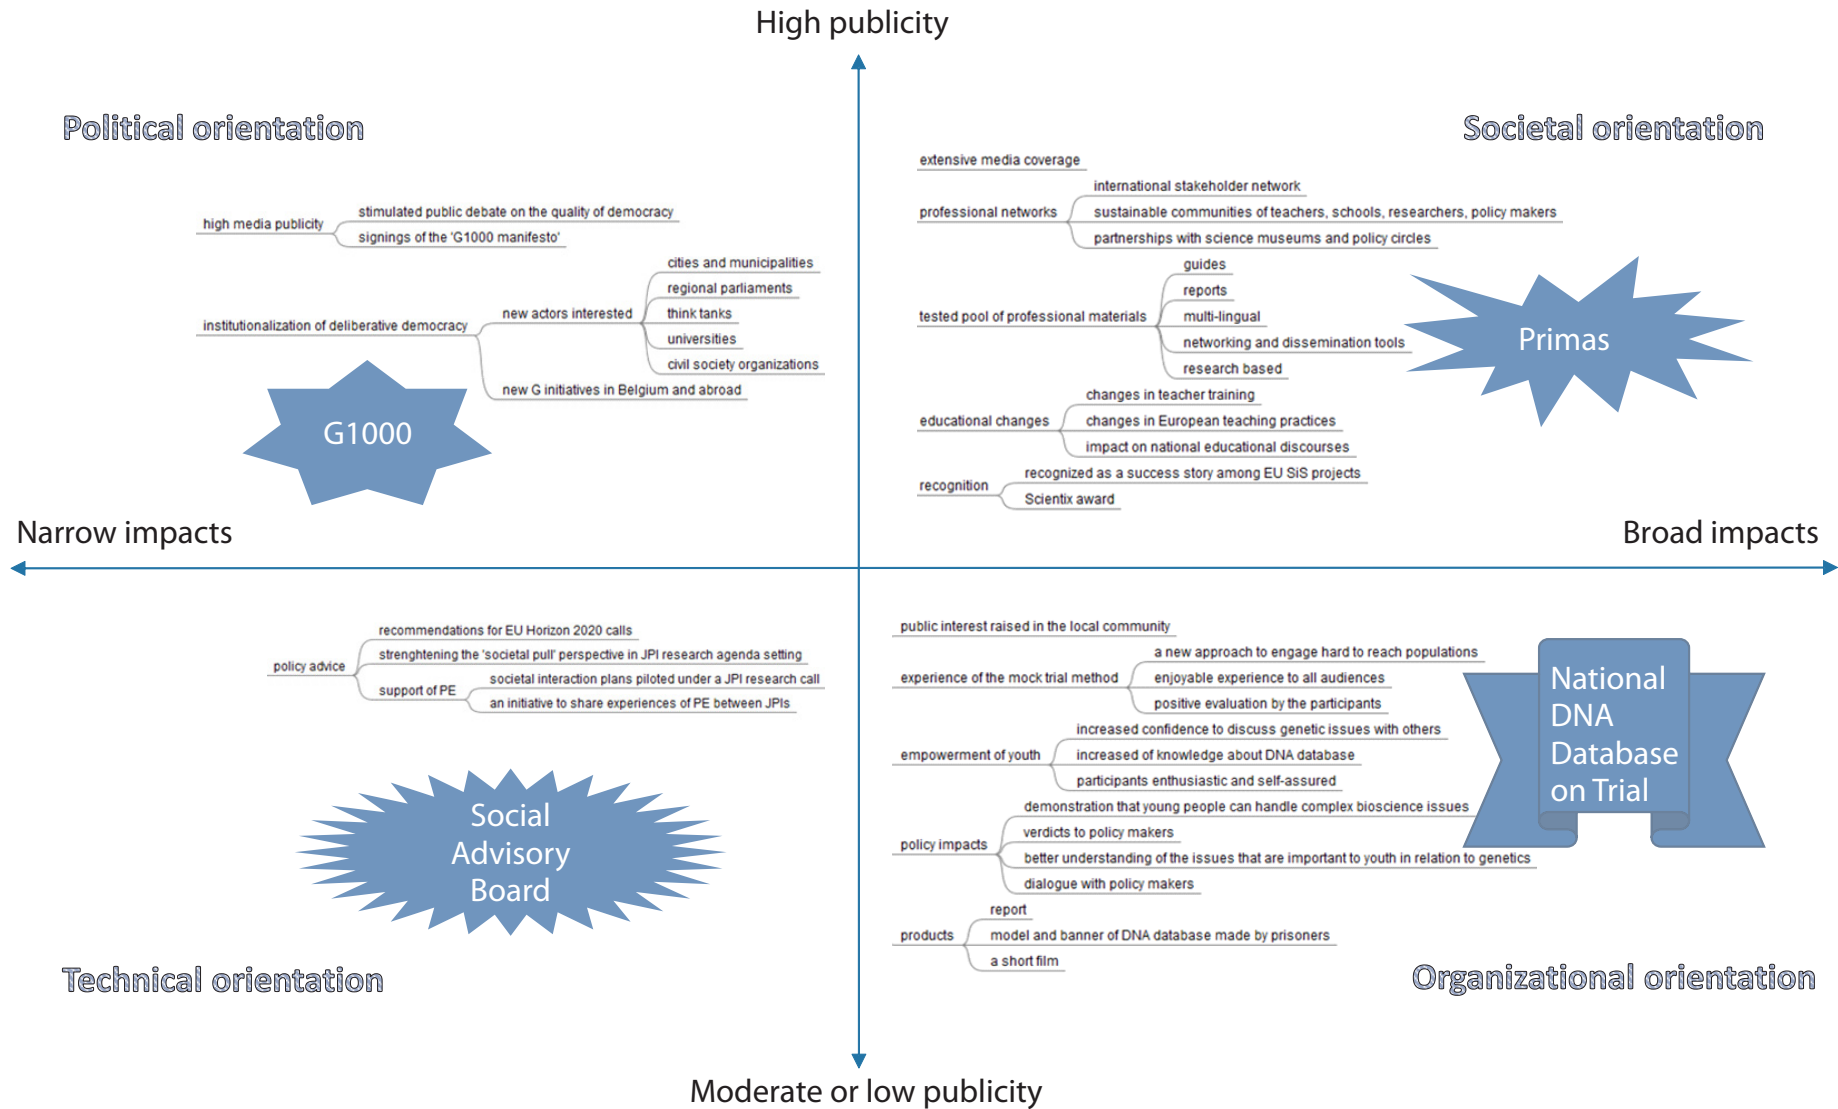 High publicity
Political orientation
high media publicity
stimulated public debate on the quality of democracy
signings of the 'G1000 manifesto'
institutionalization of deliberative democracy
new actors interested
cities and municipalities
regional parliaments
think tanks
universities
civil society organizations
new G initiatives in Belgium and abroad
G1000
Societal orientation
extensive media coverage
professional networks
international stakeholder network
sustainable communities of teachers, schools, researchers, policy makers
partnerships with science museums and policy circles
tested pool of professional materials
guides
reports
multi-lingual
networking and dissemination tools
research based
educational changes
changes in teacher training
changes in European teaching practices
impact on national educational discourses
recognition
recognized as a success story among EU SiS projects
Scientix award
Primas
Narrow impacts
Broad impacts
policy advice
recommendations for EU Horizon 2020 calls
strenghtening the 'societal pull' perspective in JPI research agenda setting
support of PE
societal interaction plans piloted under a JPI research call
an initiative to share experiences of PE between JPIs
Social
Advisory
Board
Technical orientation
public interest raised in the local community
experience of the mock trial method
a new approach to engage hard to reach populations
enjoyable experience to all audiences
positive evaluation by the participants
empowerment of youth
increased confidence to discuss genetic issues with others
increased of knowledge about DNA database
participants enthusiastic and self-assured
policy impacts
demonstration that young people can handle complex bioscience issues
verdicts to policy makers
better understanding of the issues that are important to youth in relation to genetics
dialogue with policy makers
products
report
model and banner of DNA database made by prisoners
a short film
National
DNA
Database
on Trial
Organizational orientation
Moderate or low publicity